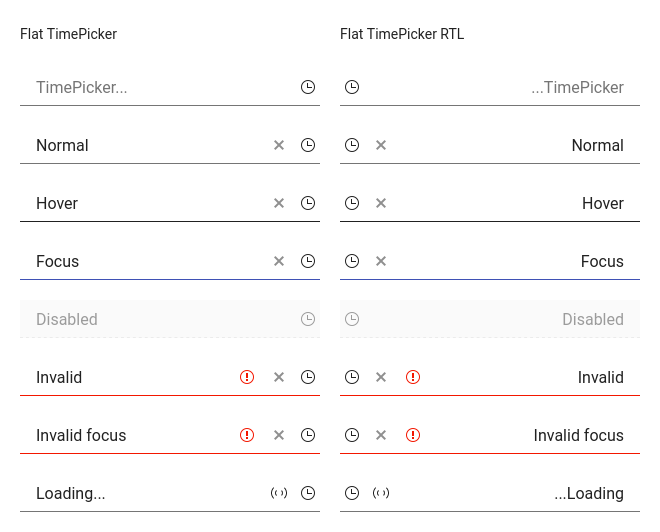 Flat TimePicker
TimePicker...
Normal
Hover
Focus
Disabled
Invalid
Invalid focus
Loading...
Flat TimePicker RTL
...TimePicker
Normal
Hover
Focus
Disabled
Invalid
Invalid focus
...Loading